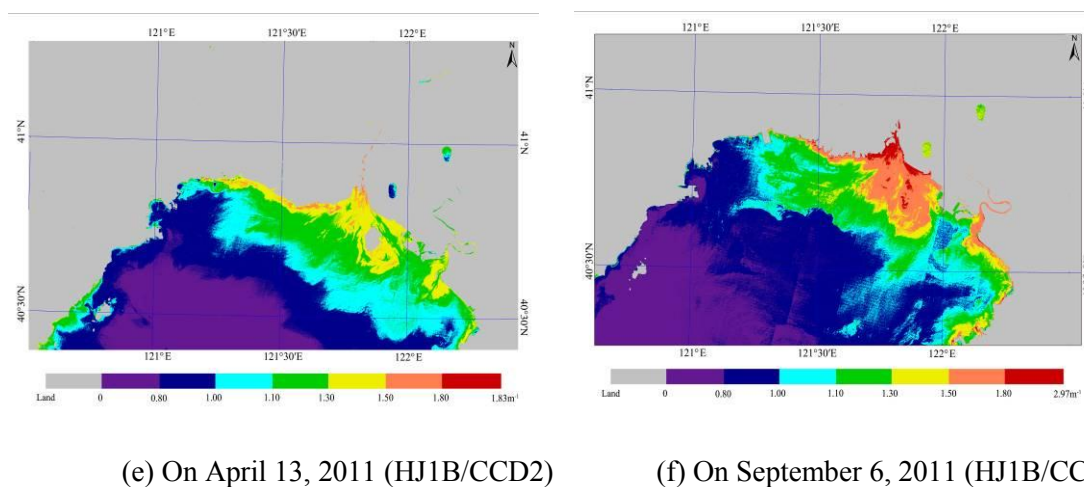 121° E 121°30′E 122° E
N
41°N
41° N
40°30′N
40°30′N
121°E 121°30′E 122° E
Land 0 0.80 1.00 1.10 1.30 1.50 1.80 1.83m⁻¹
(e) On April 13, 2011 (HJ1B/CCD2)
121° E 121°30′E 122° E
N
41°N
40°30′N
121°E 121°30′E 122° E
Land 0 0.80 1.00 1.10 1.30 1.50 1.80 2.97m⁻¹
(f) On September 6, 2011 (HJ1B/CC